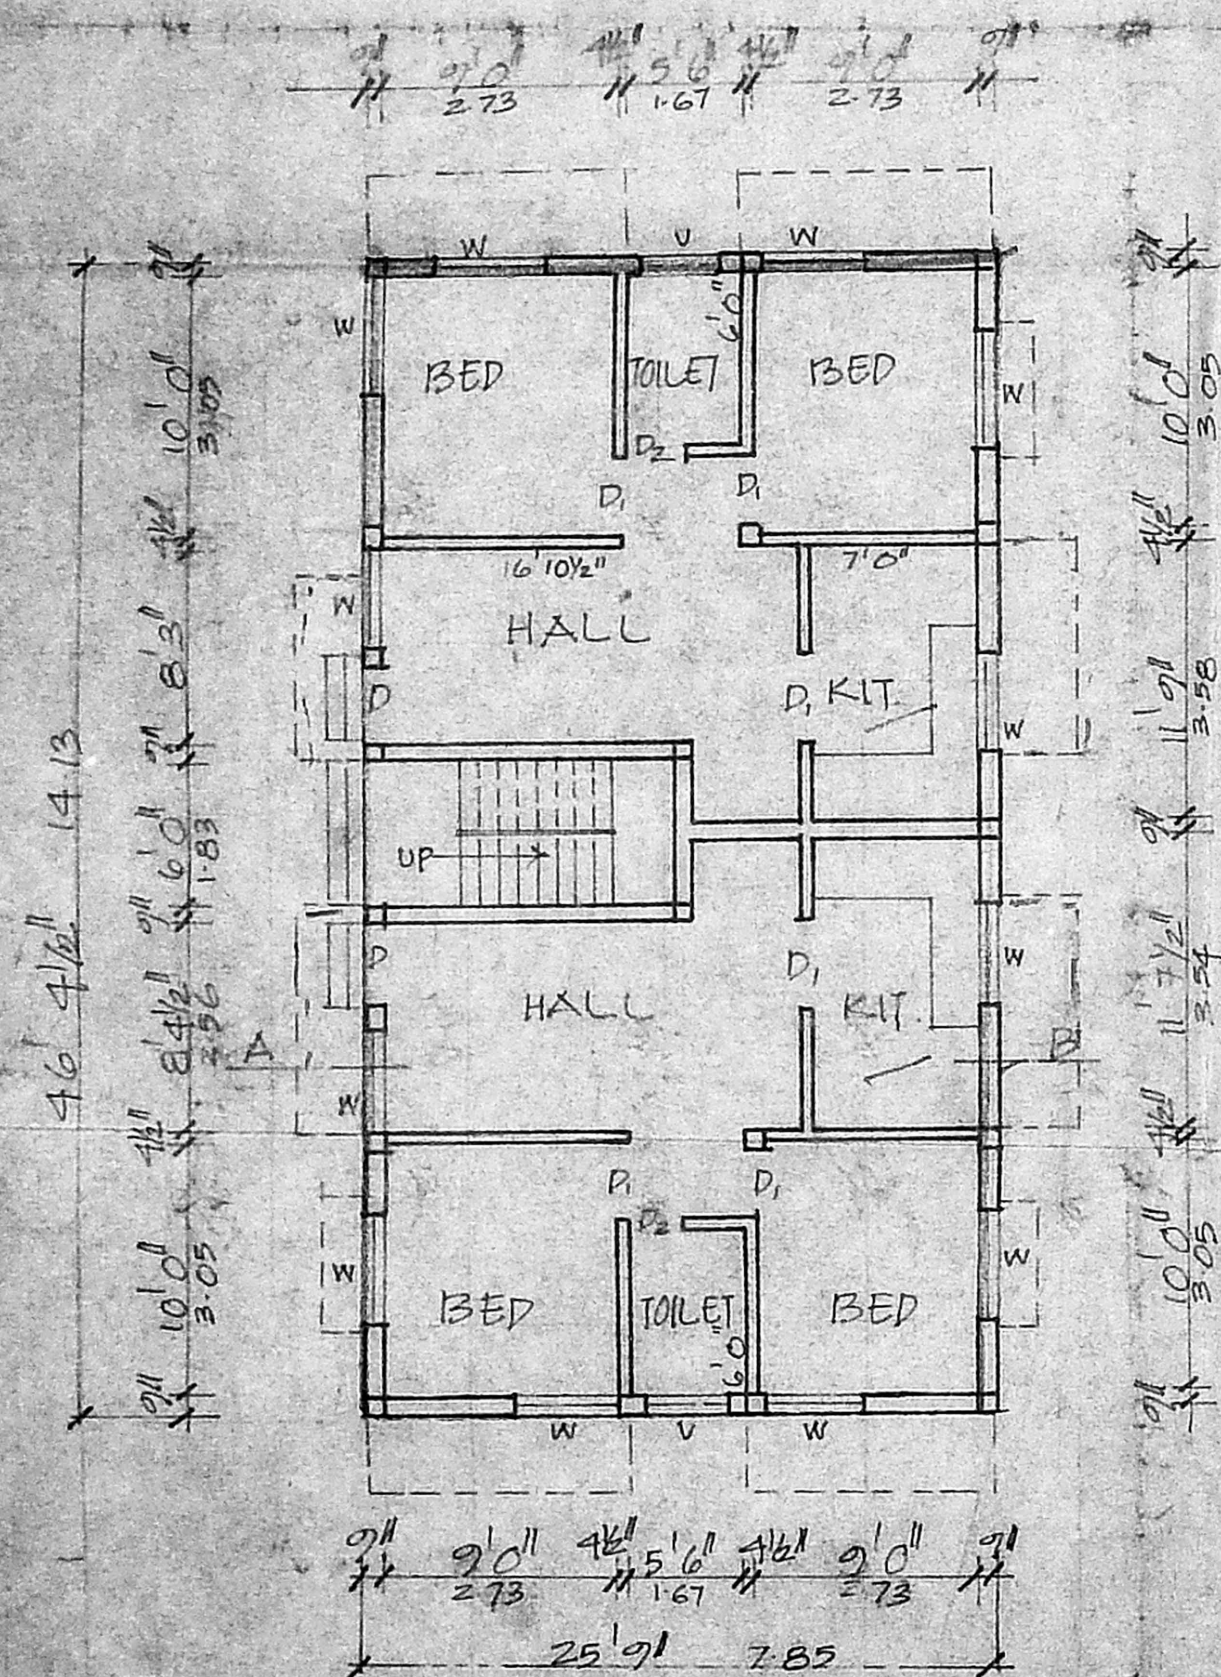 9" 9'0" 4½" 5'6" 4½" 9'0" 9"
2.73 1.67 2.73
W V W
9" 9"
W
6'0"
10'0" BED TOILET BED W 10'0"
3.05 3.05
D2
D1 D1
4½" 4½"
16'10½" 7'0"
W
HALL
8'3"
D D1 KIT. 11'9"
3.58
W
9"
46' 4½" 14.13
6'0" 9"
1.83
UP
9"
D D1 W 11'7½"
3.54
8'4½" HALL KIT.
2.56
A B
W
4½" 4½"
D1 D1
D2
10'0" W W 10'0"
3.05 3.05
BED TOILET BED
6'0"
9" 9"
W V W
9" 9'0" 4½" 5'6" 4½" 9'0" 9"
2.73 1.67 2.73
25'9" 7.85